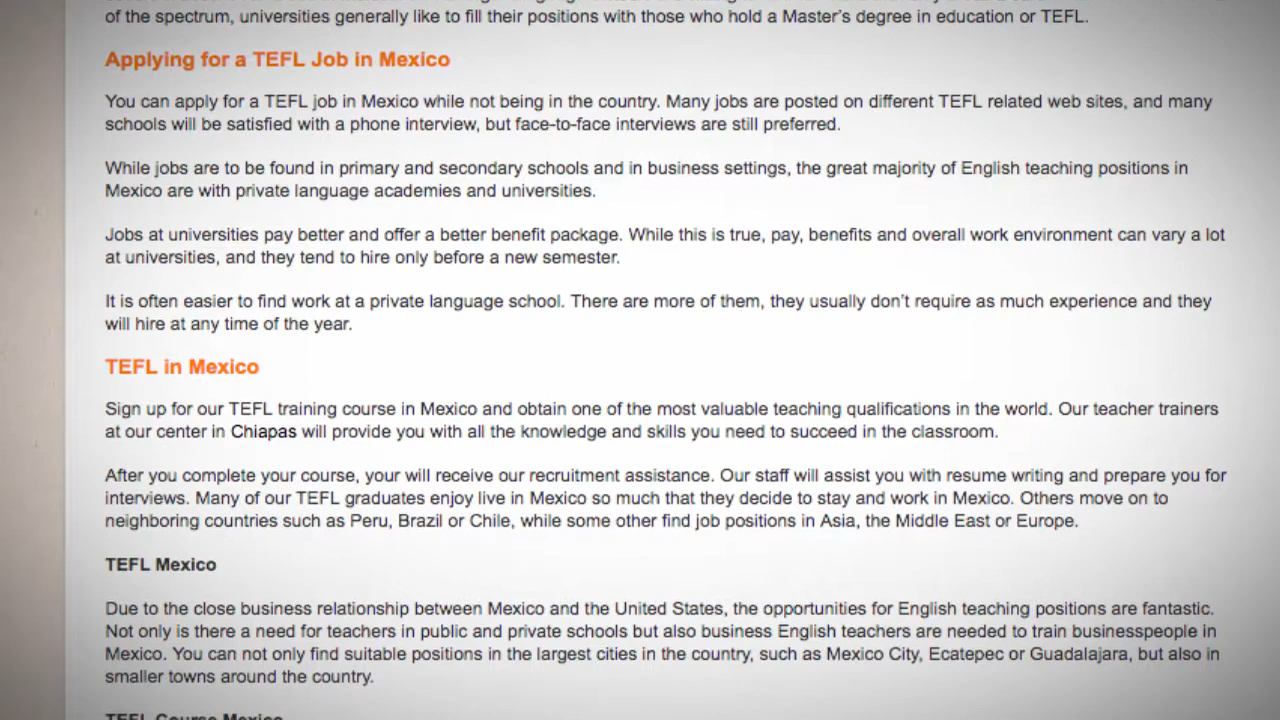 of the spectrum, universities generally like to fill their positions with those who hold a Master's degree in education or TEFL.
Applying for a TEFL Job in Mexico
You can apply for a TEFL job in Mexico while not being in the country. Many jobs are posted on different TEFL related web sites, and many
schools will be satisfied with a phone interview, but face-to-face interviews are still preferred.
While jobs are to be found in primary and secondary schools and in business settings, the great majority of English teaching positions in
Mexico are with private language academies and universities.
Jobs at universities pay better and offer a better benefit package. While this is true, pay, benefits and overall work environment can vary a lot
at universities, and they tend to hire only before a new semester.
It is often easier to find work at a private language school. There are more of them, they usually don't require as much experience and they
will hire at any time of the year.
TEFL in Mexico
Sign up for our TEFL training course in Mexico and obtain one of the most valuable teaching qualifications in the world. Our teacher trainers
at our center in Chiapas will provide you with all the knowledge and skills you need to succeed in the classroom.
After you complete your course, your will receive our recruitment assistance. Our staff will assist you with resume writing and prepare you for
interviews. Many of our TEFL graduates enjoy live in Mexico so much that they decide to stay and work in Mexico. Others move on to
neighboring countries such as Peru, Brazil or Chile, while some other find job positions in Asia, the Middle East or Europe.
TEFL Mexico
Due to the close business relationship between Mexico and the United States, the opportunities for English teaching positions are fantastic.
Not only is there a need for teachers in public and private schools but also business English teachers are needed to train businesspeople in
Mexico. You can not only find suitable positions in the largest cities in the country, such as Mexico City, Ecatepec or Guadalajara, but also in
smaller towns around the country.
TEFL Course Mexico